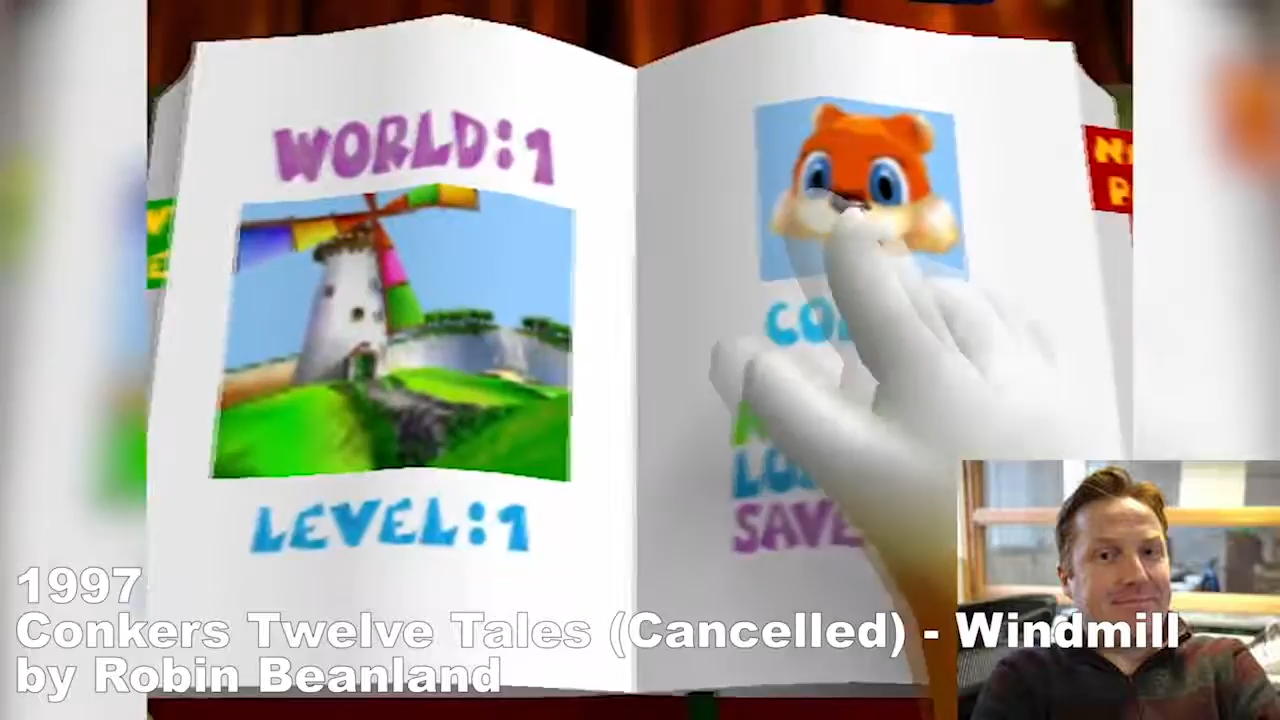 WORLD:1
LEVEL:1
SAVE
1997
Conkers Twelve Tales (Cancelled) - Windmill
by Robin Beanland